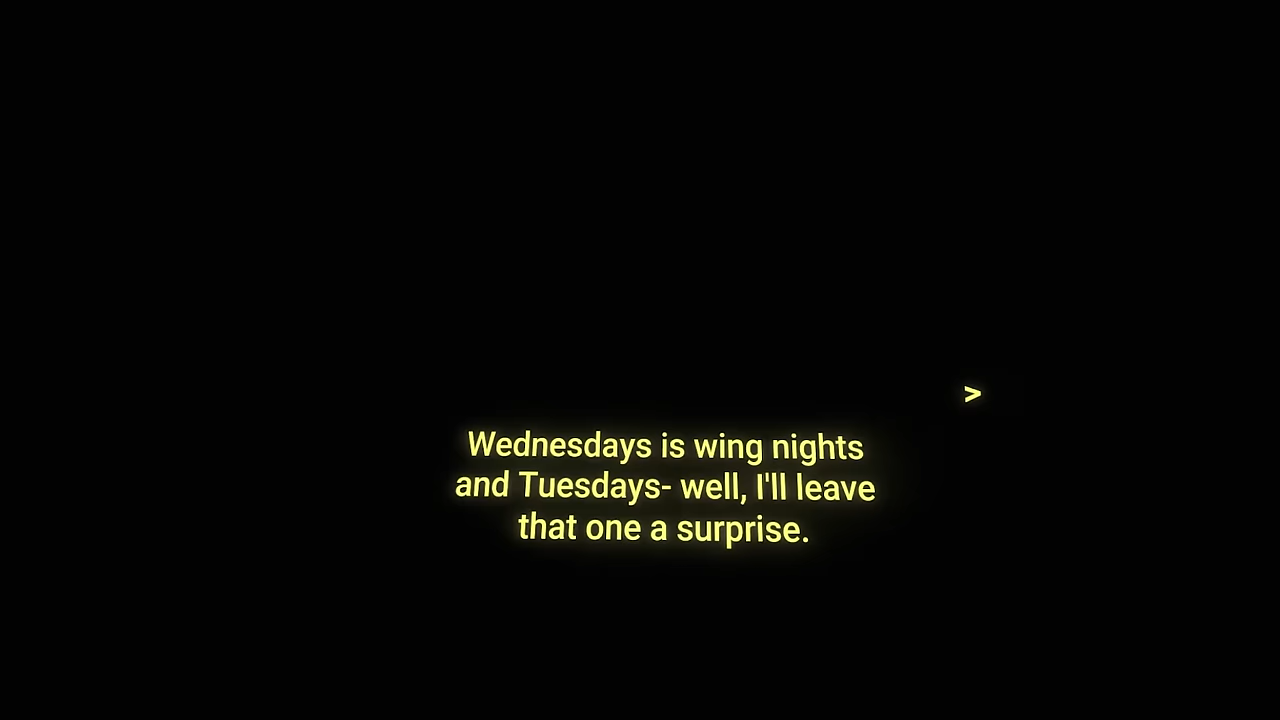 >
Wednesdays is wing nights
and Tuesdays- well, I'll leave
that one a surprise.